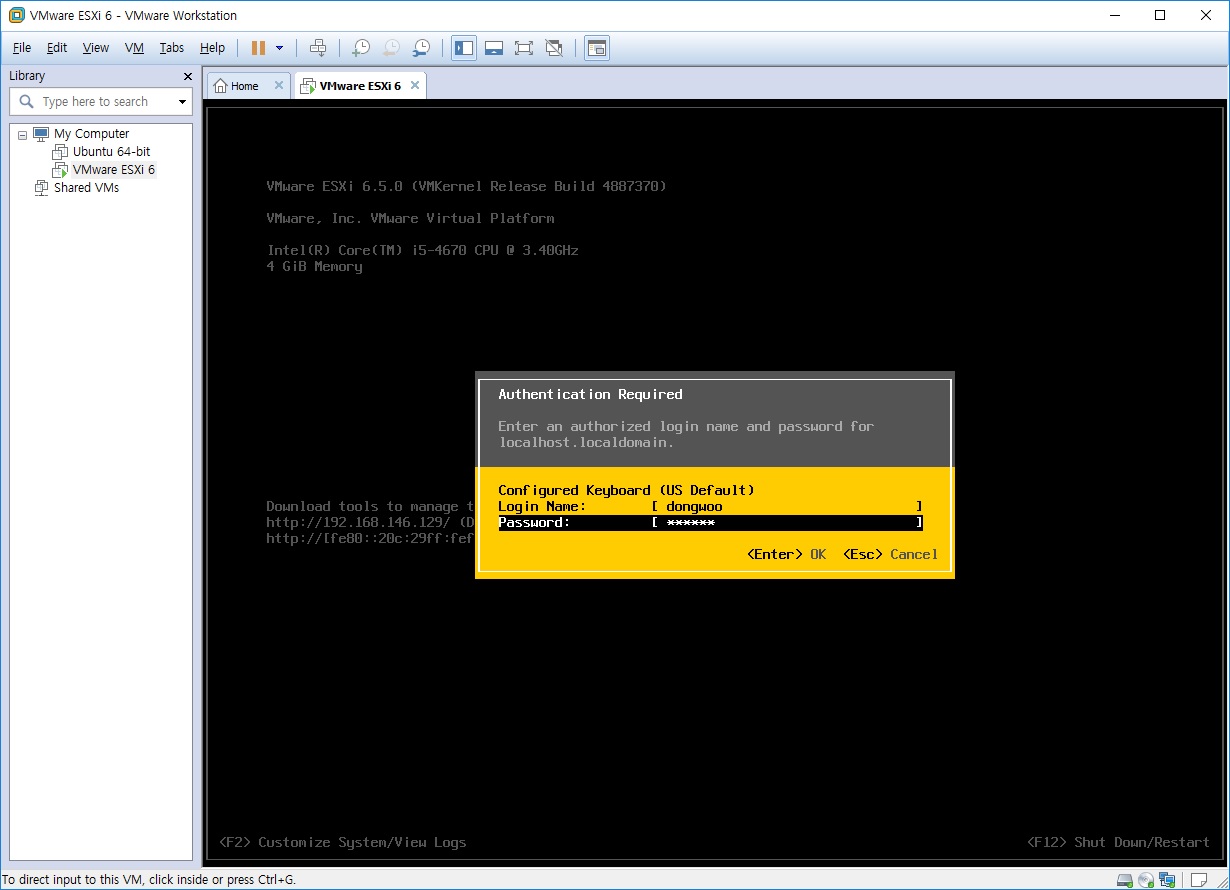 VMware ESXi 6 - VMware Workstation
File Edit View VM Tabs Help
Library
Type here to search
My Computer
Ubuntu 64-bit
VMware ESXi 6
Shared VMs
Home
VMware ESXi 6
VMware ESXi 6.5.0 (VMKernel Release Build 4887370)
VMware, Inc. VMware Virtual Platform
Intel(R) Core(TM) i5-4670 CPU @ 3.40GHz
4 GiB Memory
Authentication Required
Enter an authorized login name and password for
localhost.localdomain.
Configured Keyboard (US Default)
Login Name: [ dongwoo ]
Password: [ ****** ]
<Enter> OK <Esc> Cancel
Download tools to manage t
http://192.168.146.129/ (D
http://[fe80::20c:29ff:fef
<F2> Customize System/View Logs
<F12> Shut Down/Restart
To direct input to this VM, click inside or press Ctrl+G.